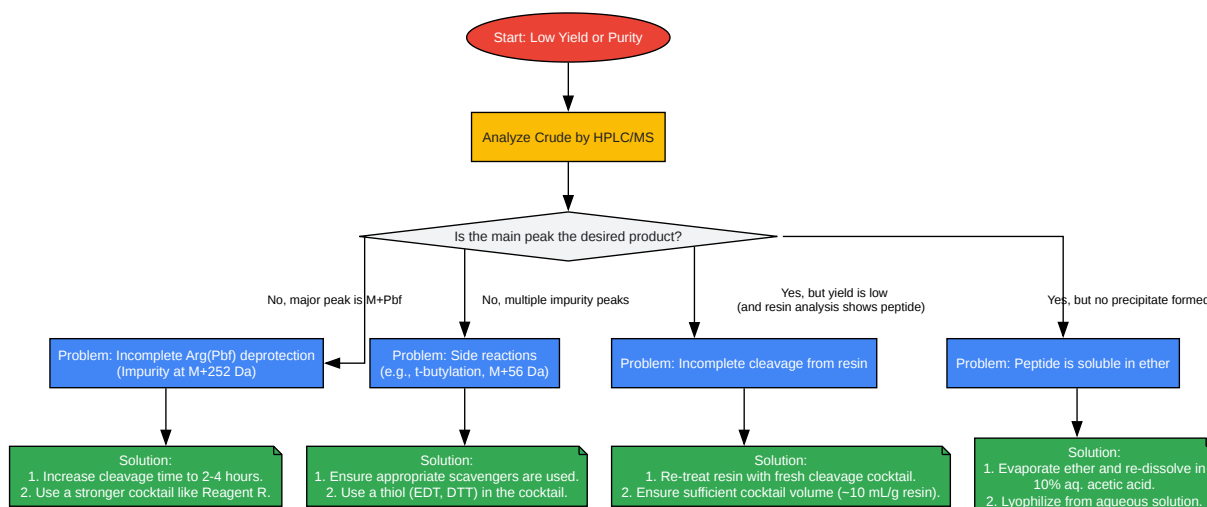 Start: Low Yield or Purity
Analyze Crude by HPLC/MS
Is the main peak the desired product?
No, major peak is M+Pbf
No, multiple impurity peaks
Yes, but yield is low
(and resin analysis shows peptide)
Yes, but no precipitate formed
Problem: Incomplete Arg(Pbf) deprotection
(Impurity at M+252 Da)
Problem: Side reactions
(e.g., t-butylation, M+56 Da)
Problem: Incomplete cleavage from resin
Problem: Peptide is soluble in ether
Solution:
1. Increase cleavage time to 2-4 hours.
2. Use a stronger cocktail like Reagent R.
Solution:
1. Ensure appropriate scavengers are used.
2. Use a thiol (EDT, DTT) in the cocktail.
Solution:
1. Re-treat resin with fresh cleavage cocktail.
2. Ensure sufficient cocktail volume (~10 mL/g resin).
Solution:
1. Evaporate ether and re-dissolve in
10% aq. acetic acid.
2. Lyophilize from aqueous solution.